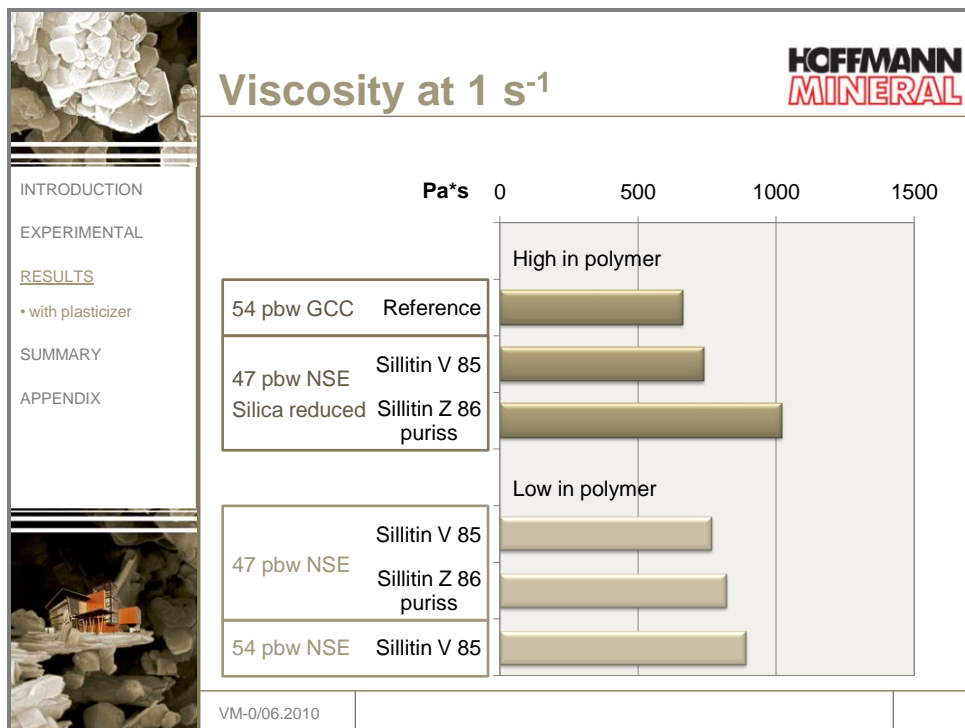 Viscosity at 1 s-1
HOFFMANN
MINERAL
INTRODUCTION
EXPERIMENTAL
RESULTS
• with plasticizer
SUMMARY
APPENDIX
Pa*s 0 500 1000 1500
High in polymer
54 pbw GCC Reference
47 pbw NSE
Silica reduced
Sillitin V 85
Sillitin Z 86
puriss
Low in polymer
47 pbw NSE
Sillitin V 85
Sillitin Z 86
puriss
54 pbw NSE Sillitin V 85
VM-0/06.2010